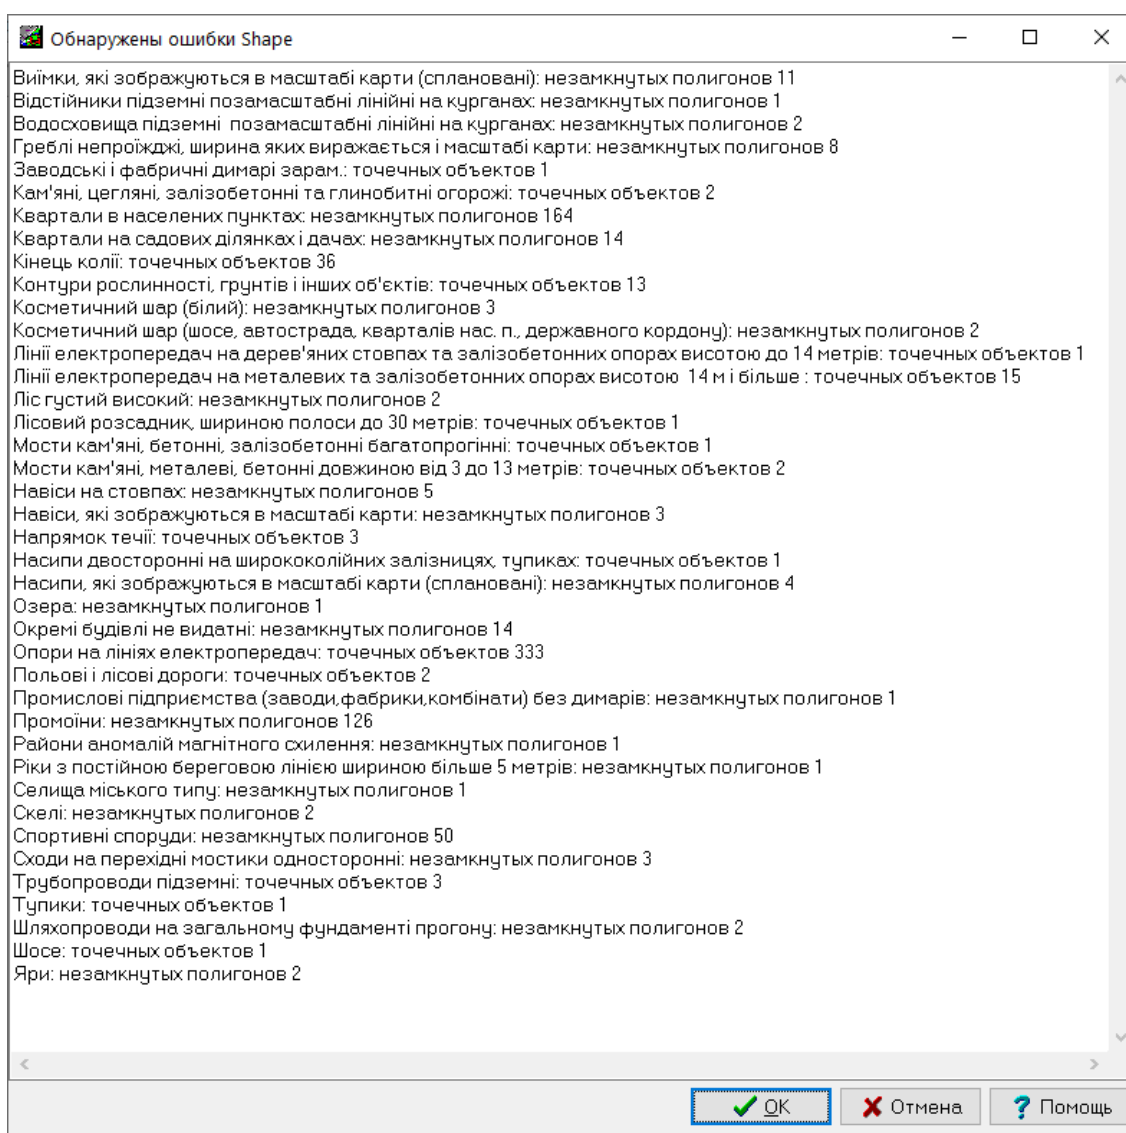 Обнаружены ошибки Shape
Виїмки, які зображуються в масштабі карти (сплановані): незамкнутых полигонов 11
Відстійники підземні позамасштабні лінійні на курганах: незамкнутых полигонов 1
Водосховища підземні  позамасштабні лінійні на курганах: незамкнутых полигонов 2
Греблі непроїжджі, ширина яких виражається і масштабі карти: незамкнутых полигонов 8
Заводські і фабричні димарі зарам.: точечных объектов 1
Кам'яні, цегляні, залізобетонні та глинобитні огорожі: точечных объектов 2
Квартали в населених пунктах: незамкнутых полигонов 164
Квартали на садових ділянках і дачах: незамкнутых полигонов 14
Кінець колії: точечных объектов 36
Контури рослинності, грунтів і інших об'єктів: точечных объектов 13
Косметичний шар (білий): незамкнутых полигонов 3
Косметичний шар (шосе, автострада, кварталів нас. п., державного кордону): незамкнутых полигонов 2
Лінії електропередач на дерев'яних стовпах та залізобетонних опорах висотою до 14 метрів: точечных объектов 1
Лінії електропередач на металевих та залізобетонних опорах висотою  14 м і більше : точечных объектов 15
Ліс густий високий: незамкнутых полигонов 2
Лісовий розсадник, шириною полоси до 30 метрів: точечных объектов 1
Мости кам'яні, бетонні, залізобетонні багатопрогінні: точечных объектов 1
Мости кам'яні, металеві, бетонні довжиною від 3 до 13 метрів: точечных объектов 2
Навіси на стовпах: незамкнутых полигонов 5
Навіси, які зображуються в масштабі карти: незамкнутых полигонов 3
Напрямок течії: точечных объектов 3
Насипи двосторонні на ширококолійних залізницях, тупиках: точечных объектов 1
Насипи, які зображуються в масштабі карти (сплановані): незамкнутых полигонов 4
Озера: незамкнутых полигонов 1
Окремі будівлі не видатні: незамкнутых полигонов 14
Опори на лініях електропередач: точечных объектов 333
Польові і лісові дороги: точечных объектов 2
Промислові підприємства (заводи,фабрики,комбінати) без димарів: незамкнутых полигонов 1
Промоїни: незамкнутых полигонов 126
Райони аномалій магнітного схилення: незамкнутых полигонов 1
Ріки з постійною береговою лінією шириною більше 5 метрів: незамкнутых полигонов 1
Селища міського типу: незамкнутых полигонов 1
Скелі: незамкнутых полигонов 2
Спортивні споруди: незамкнутых полигонов 50
Сходи на перехідні мостики односторонні: незамкнутых полигонов 3
Трубопроводи підземні: точечных объектов 3
Тупики: точечных объектов 1
Шляхопроводи на загальному фундаменті прогону: незамкнутых полигонов 2
Шосе: точечных объектов 1
Яри: незамкнутых полигонов 2
OK Отмена Помощь